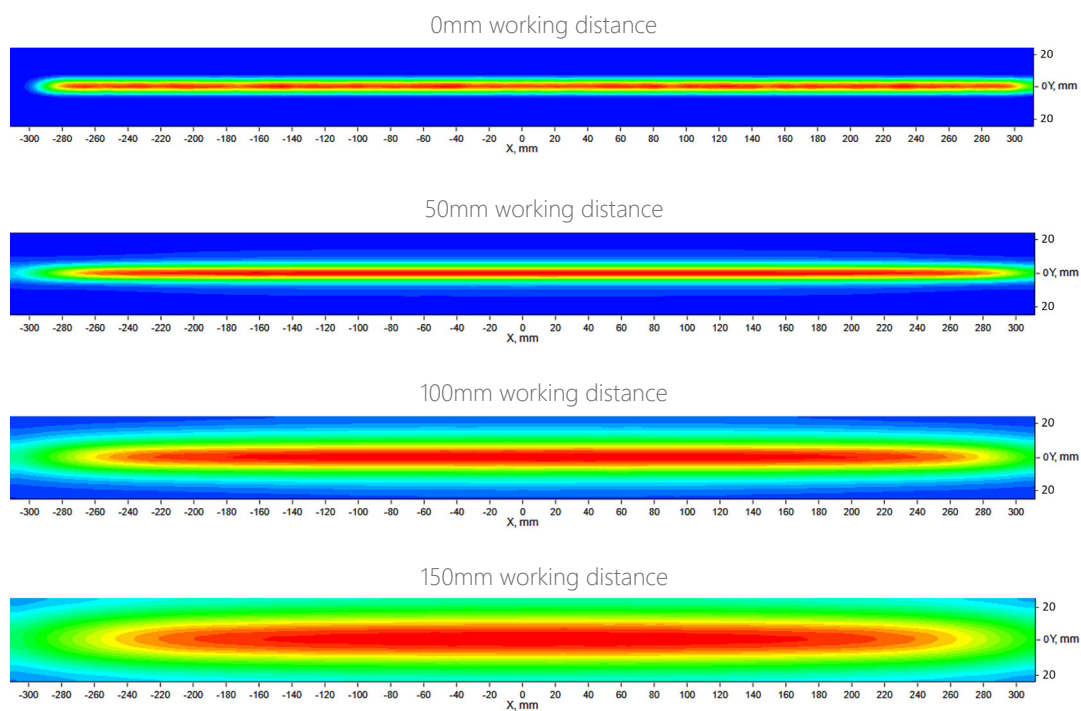 0mm working distance
20
0Y, mm
20
-300 -280 -260 -240 -220 -200 -180 -160 -140 -120 -100 -80 -60 -40 -20 0 20 40 60 80 100 120 140 160 180 200 220 240 260 280 300
X, mm
50mm working distance
20
0Y, mm
20
-300 -280 -260 -240 -220 -200 -180 -160 -140 -120 -100 -80 -60 -40 -20 0 20 40 60 80 100 120 140 160 180 200 220 240 260 280 300
X, mm
100mm working distance
20
0Y, mm
20
-300 -280 -260 -240 -220 -200 -180 -160 -140 -120 -100 -80 -60 -40 -20 0 20 40 60 80 100 120 140 160 180 200 220 240 260 280 300
X, mm
150mm working distance
20
0Y, mm
20
-300 -280 -260 -240 -220 -200 -180 -160 -140 -120 -100 -80 -60 -40 -20 0 20 40 60 80 100 120 140 160 180 200 220 240 260 280 300
X, mm